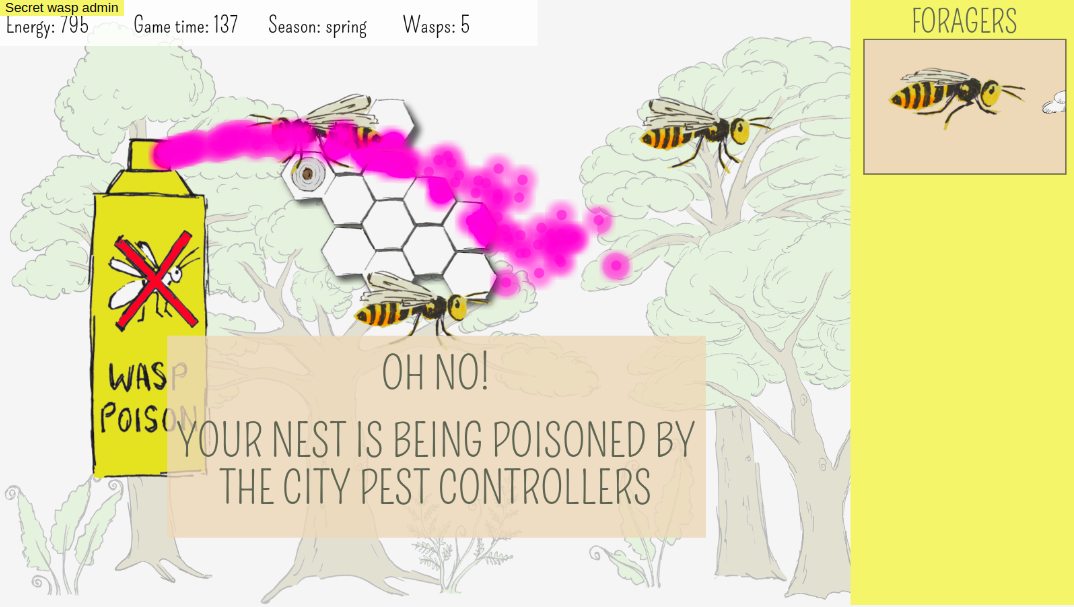 Secret wasp admin
Energy: 795 Game time: 137 Season: spring Wasps: 5
FORAGERS
WASP
POISON
OH NO!
YOUR NEST IS BEING POISONED BY
THE CITY PEST CONTROLLERS